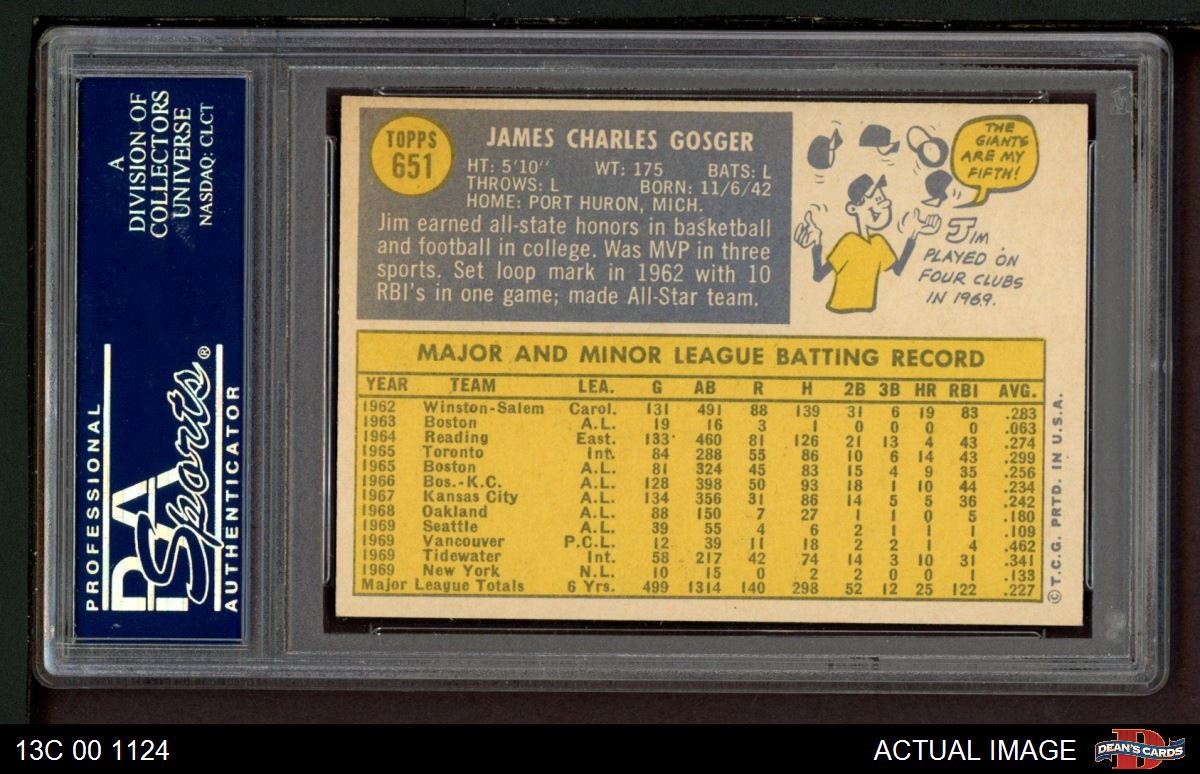 A
DIVISION OF
COLLECTORS
UNIVERSE
NASDAQ: CLCT
PROFESSIONAL
PSA
Sports®
AUTHENTICATOR
TOPPS
651
JAMES CHARLES GOSGER
HT: 5'10" WT: 175 BATS: L
THROWS: L BORN: 11/6/42
HOME: PORT HURON, MICH.
Jim earned all-state honors in basketball
and football in college. Was MVP in three
sports. Set loop mark in 1962 with 10
RBI's in one game; made All-Star team.
THE
GIANTS
ARE MY
FIFTH!
JIM
PLAYED ON
FOUR CLUBS
IN 1969.
MAJOR AND MINOR LEAGUE BATTING RECORD
YEAR TEAM LEA. G AB R H 2B 3B HR RBI AVG.
1962 Winston-Salem Carol. 131 491 88 139 31 6 19 83 .283
1963 Boston A.L. 19 16 3 1 0 0 0 0 .063
1964 Reading East. 133 460 81 126 21 13 4 43 .274
1965 Toronto Int. 84 288 55 86 10 6 14 43 .299
1965 Boston A.L. 81 324 45 83 15 4 9 35 .256
1966 Bos.-K.C. A.L. 128 398 50 93 18 1 10 44 .234
1967 Kansas City A.L. 134 356 31 86 14 5 5 36 .242
1968 Oakland A.L. 88 150 7 27 1 1 0 5 .180
1969 Seattle A.L. 39 55 4 6 2 1 1 1 .109
1969 Vancouver P.C.L. 12 39 11 18 2 2 1 4 .462
1969 Tidewater Int. 58 217 42 74 14 3 10 31 .341
1969 New York N.L. 10 15 0 2 2 0 0 1 .133
Major League Totals 6 Yrs. 499 1314 140 298 52 12 25 122 .227
© T.C.G. PRTD. IN U.S.A.
13C 00 1124
ACTUAL IMAGE
DEAN'S CARDS
DEAN'S CARDS